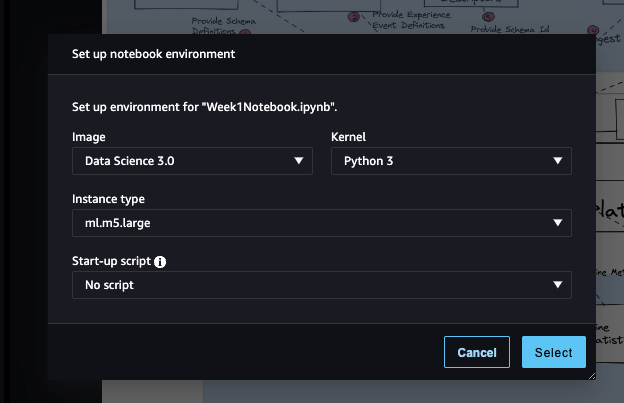 Provide Schema
Definitions
Provide Experience
Event Definitions
Provide Schema Id
Set up notebook environment
Set up environment for "Week1Notebook.ipynb".
Image
Kernel
Data Science 3.0
Python 3
Instance type
ml.m5.large
Start-up script
No script
Cancel
Select